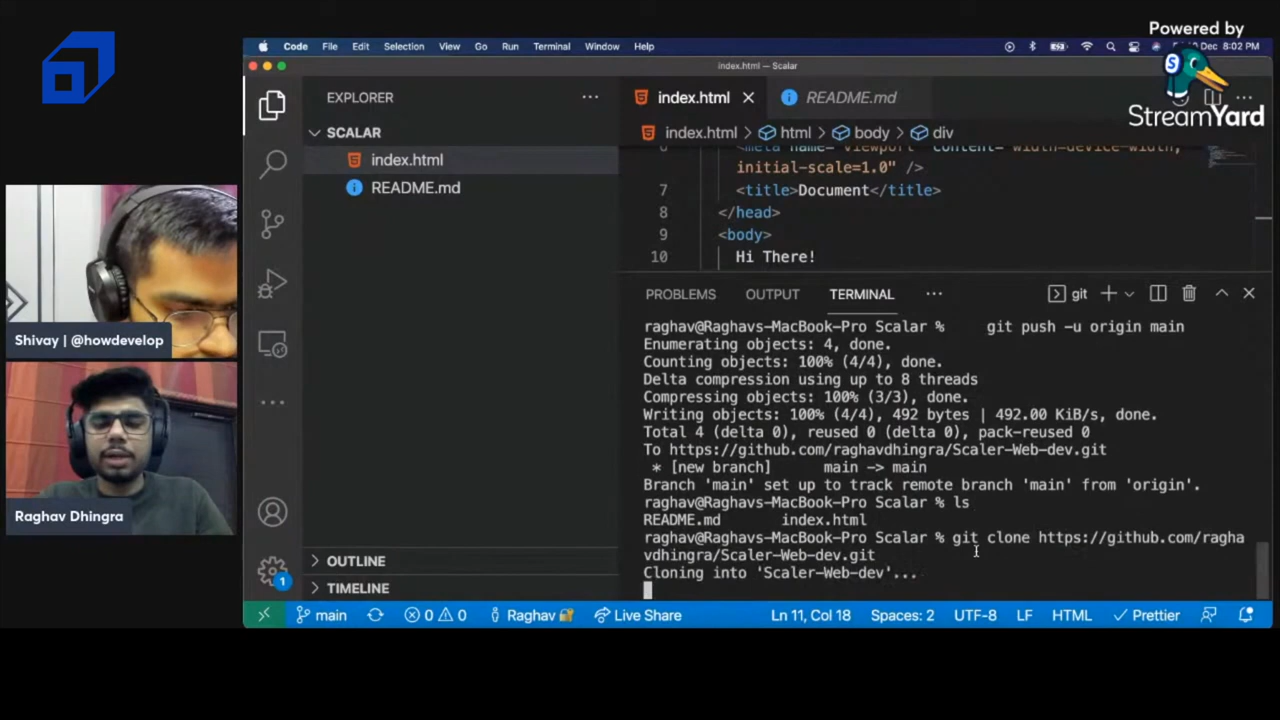 Powered by
StreamYard
Code File Edit Selection View Go Run Terminal Window Help
Dec 8:02 PM
index.html — Scalar
EXPLORER
SCALAR
index.html
README.md
OUTLINE
TIMELINE
index.html
README.md
index.html > html > body > div
initial-scale=1.0" />
7 <title>Document</title>
8 </head>
9 <body>
10 Hi There!
PROBLEMS OUTPUT TERMINAL
git
raghav@Raghavs-MacBook-Pro Scalar % git push -u origin main
Enumerating objects: 4, done.
Counting objects: 100% (4/4), done.
Delta compression using up to 8 threads
Compressing objects: 100% (3/3), done.
Writing objects: 100% (4/4), 492 bytes | 492.00 KiB/s, done.
Total 4 (delta 0), reused 0 (delta 0), pack-reused 0
To https://github.com/raghavdhingra/Scaler-Web-dev.git
* [new branch] main -> main
Branch 'main' set up to track remote branch 'main' from 'origin'.
raghav@Raghavs-MacBook-Pro Scalar % ls
README.md index.html
raghav@Raghavs-MacBook-Pro Scalar % git clone https://github.com/ragha
vdhingra/Scaler-Web-dev.git
Cloning into 'Scaler-Web-dev'...
1
main 0 0 Raghav Live Share Ln 11, Col 18 Spaces: 2 UTF-8 LF HTML Prettier
Shivay | @howdevelop
Raghav Dhingra